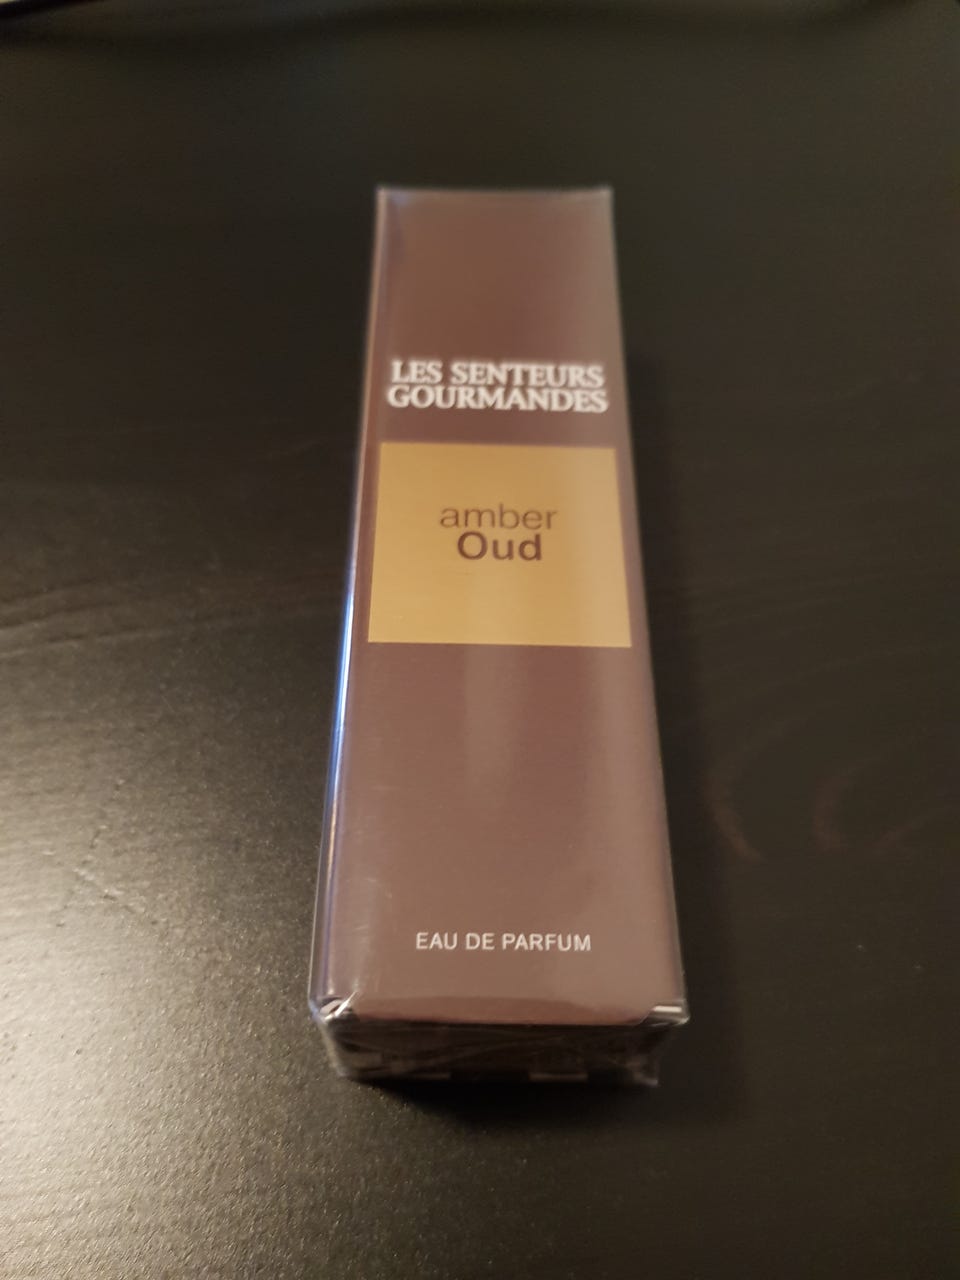 LES SENTEURS
GOURMANDES
amber
Oud
EAU DE PARFUM